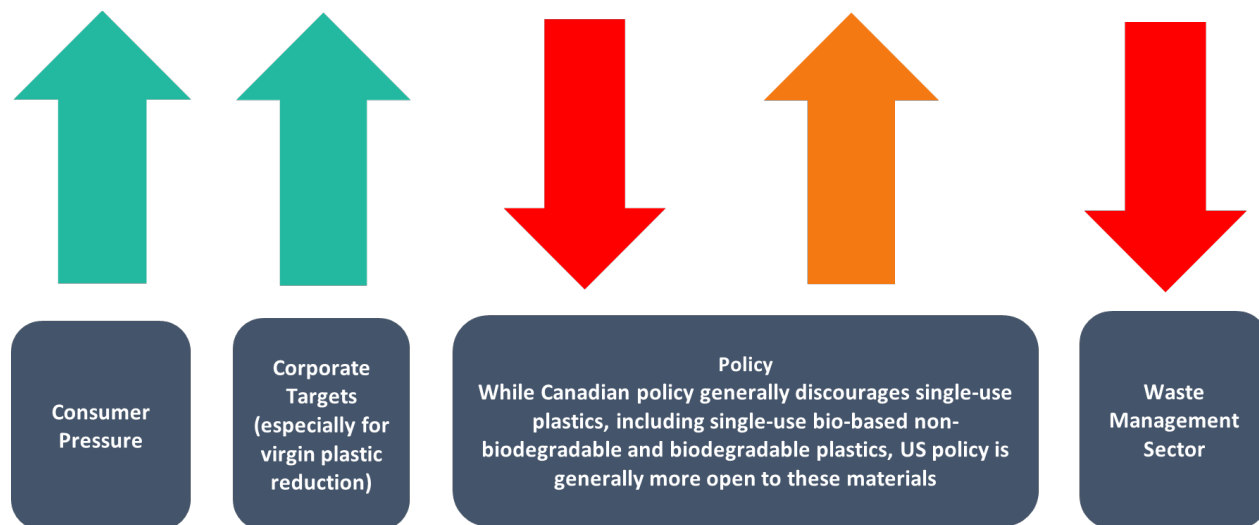 Consumer
Pressure
Corporate
Targets
(especially for
virgin plastic
reduction)
Policy
While Canadian policy generally discourages single-use
plastics, including single-use bio-based non-
biodegradable and biodegradable plastics, US policy is
generally more open to these materials
Waste
Management
Sector